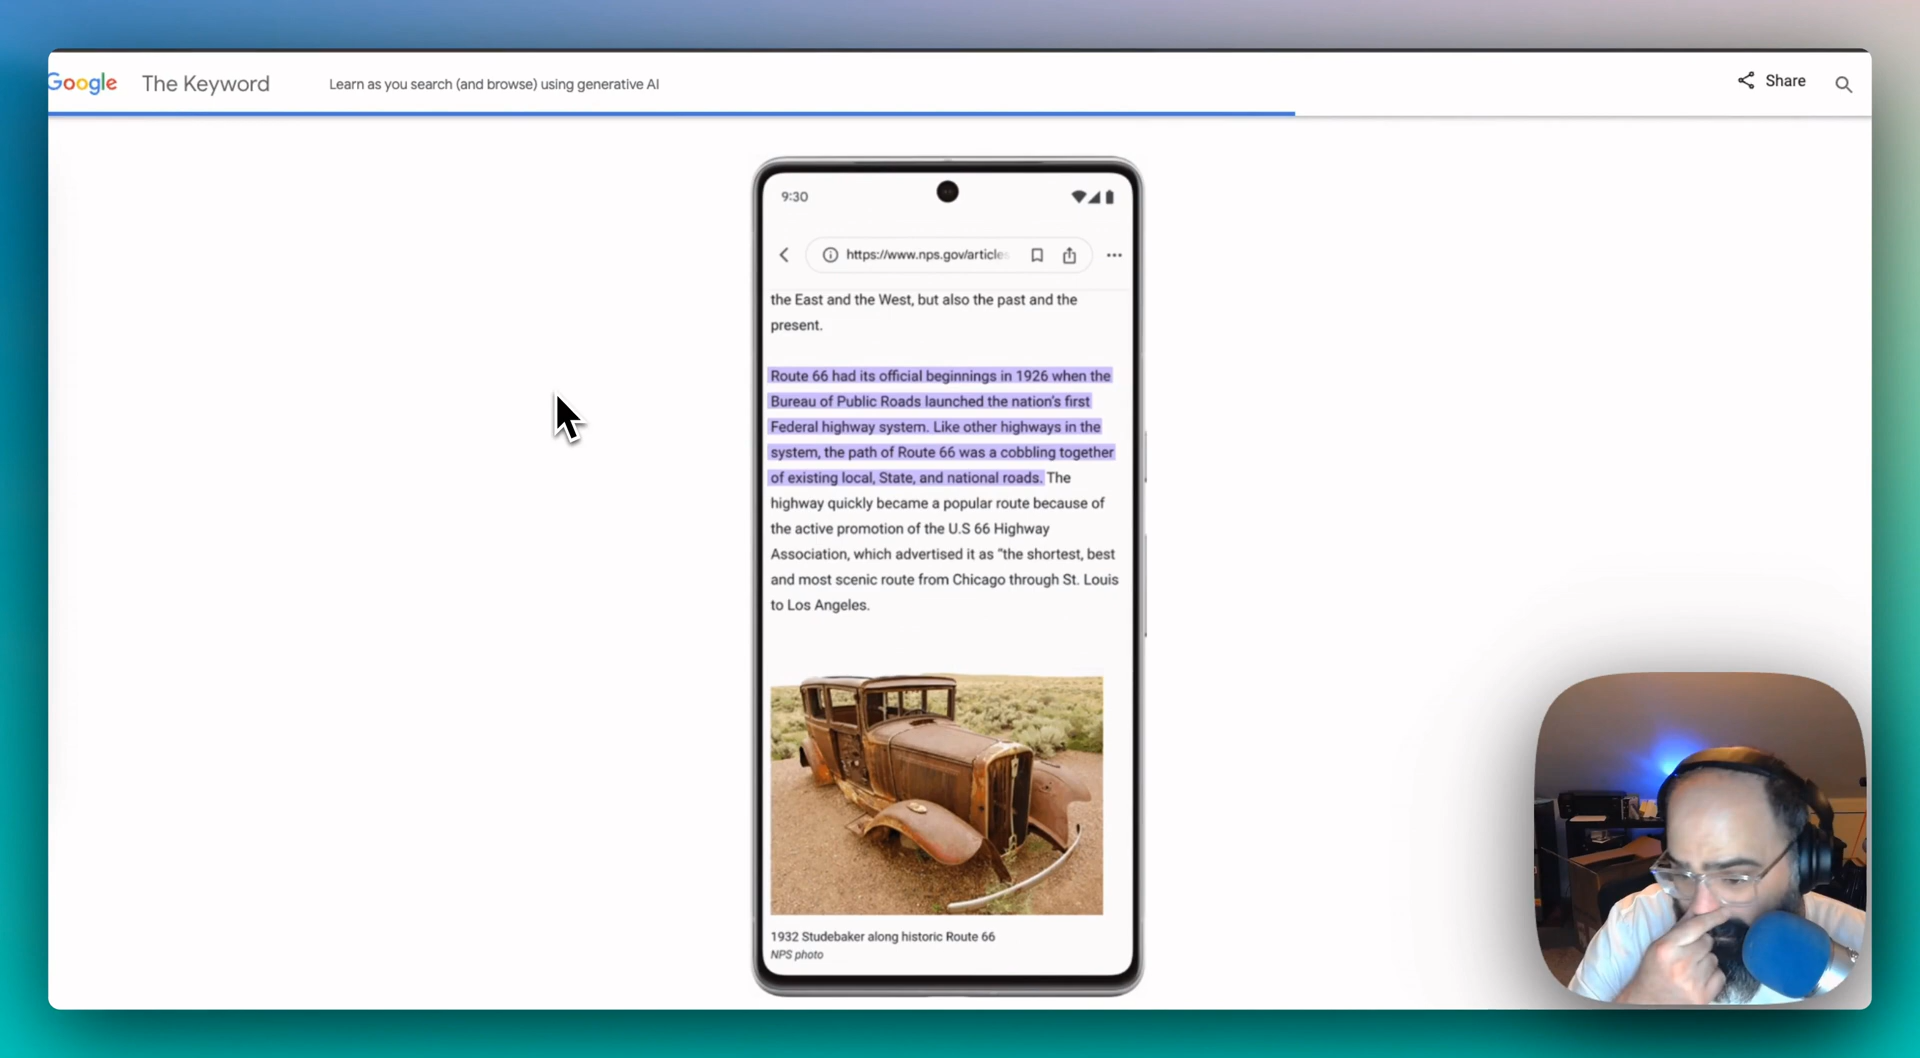 Google The Keyword Learn as you search (and browse) using generative AI Share
9:30
https://www.nps.gov/articles
the East and the West, but also the past and the
present.
Route 66 had its official beginnings in 1926 when the
Bureau of Public Roads launched the nation's first
Federal highway system. Like other highways in the
system, the path of Route 66 was a cobbling together
of existing local, State, and national roads. The
highway quickly became a popular route because of
the active promotion of the U.S 66 Highway
Association, which advertised it as "the shortest, best
and most scenic route from Chicago through St. Louis
to Los Angeles.
1932 Studebaker along historic Route 66
NPS photo